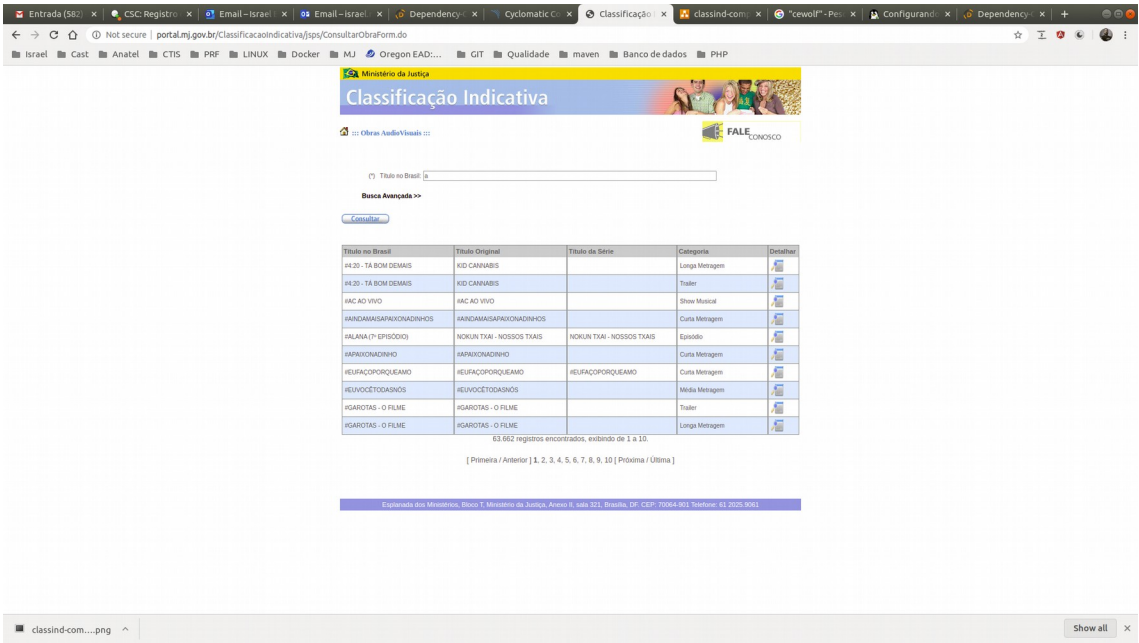 Entrada (582)
CSC: Registro
Email – Israel
Email – israel.
Dependency-C
Cyclomatic Co
Classificação
classind-comp
"cewolf" - Pes
Configurando
Dependency-
Not secure | portal.mj.gov.br/ClassificacaoIndicativa/jsps/ConsultarObraForm.do
Israel Cast Anatel CTIS PRF LINUX Docker MJ Oregon EAD:... GIT Qualidade maven Banco de dados PHP
Ministério da Justiça
Classificação Indicativa
::: Obras AudioVisuais :::
FALE CONOSCO
(*) Título no Brasil: a
Busca Avançada >>
Consultar
Título no Brasil Título Original Título da Série Categoria Detalhar
#4:20 - TÁ BOM DEMAIS KID CANNABIS Longa Metragem
#4:20 - TÁ BOM DEMAIS KID CANNABIS Trailer
#AC AO VIVO #AC AO VIVO Show Musical
#AINDAMAISAPAIXONADINHOS #AINDAMAISAPAIXONADINHOS Curta Metragem
#ALANA (7º EPISÓDIO) NOKUN TXAI - NOSSOS TXAIS NOKUN TXAI - NOSSOS TXAIS Episódio
#APAIXONADINHO #APAIXONADINHO Curta Metragem
#EUFAÇOPORQUEAMO #EUFAÇOPORQUEAMO #EUFAÇOPORQUEAMO Curta Metragem
#EUVOCÊTODASNÓS #EUVOCÊTODASNÓS Média Metragem
#GAROTAS - O FILME #GAROTAS - O FILME Trailer
#GAROTAS - O FILME #GAROTAS - O FILME Longa Metragem
63.662 registros encontrados, exibindo de 1 a 10.
[ Primeira / Anterior ] 1, 2, 3, 4, 5, 6, 7, 8, 9, 10 [ Próxima / Última ]
Esplanada dos Ministérios, Bloco T, Ministério da Justiça, Anexo II, sala 321, Brasília, DF. CEP: 70064-901 Telefone: 61 2025.9061
classind-com....png
Show all